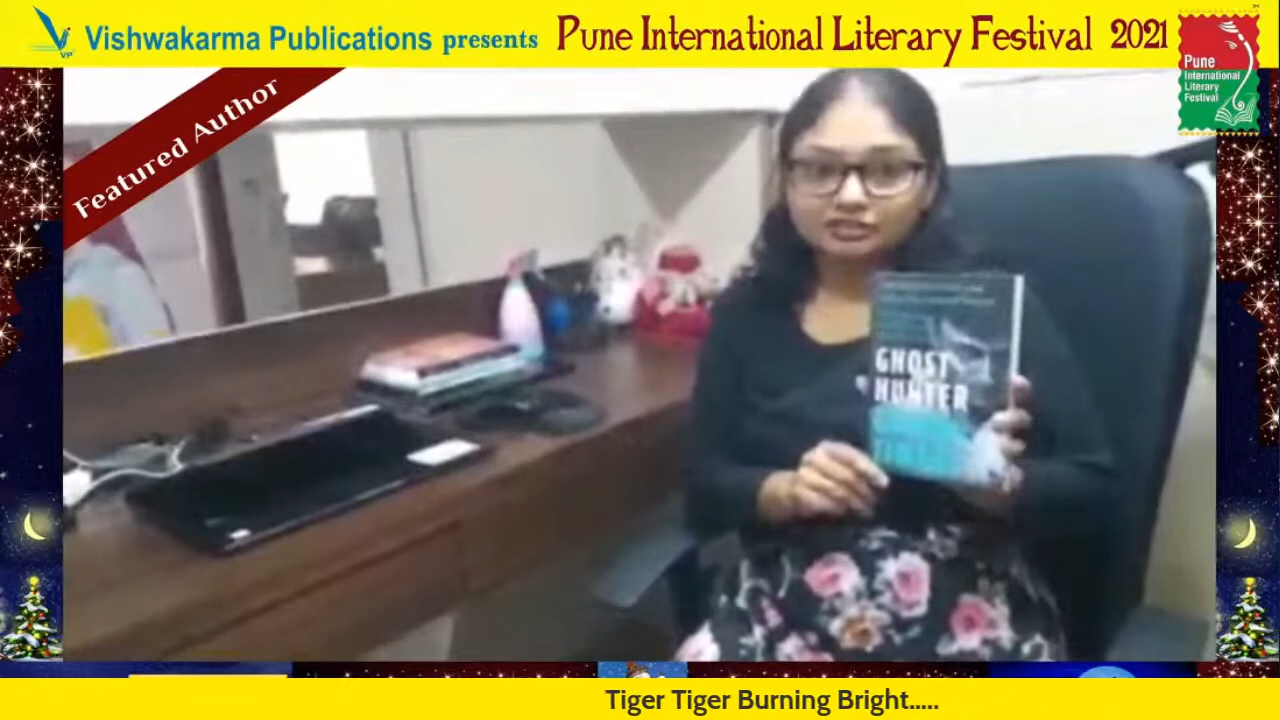 Vishwakarma Publications presents Pune International Literary Festival 2021
Pune
International
Literary
Festival
Featured Author
GHOST
HUNTER
Tiger Tiger Burning Bright.....